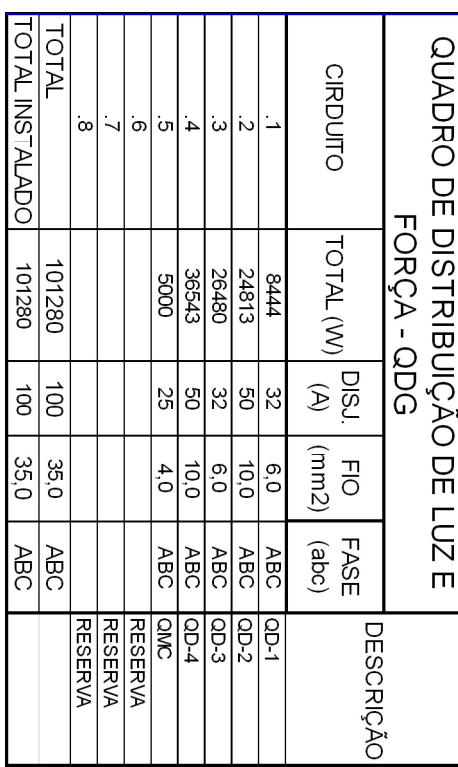 QUADRO DE DISTRIBUIÇÃO DE LUZ E
FORÇA - QDG
CIRDUITO TOTAL (W) DISJ. (A) FIO (mm2) FASE (abc) DESCRIÇÃO
.1 8444 32 6,0 ABC QD-1
.2 24813 50 10,0 ABC QD-2
.3 26480 32 6,0 ABC QD-3
.4 36543 50 10,0 ABC QD-4
.5 5000 25 4,0 ABC QMC
.6 RESERVA
.7 RESERVA
.8 RESERVA
TOTAL 101280 100 35,0 ABC
TOTAL INSTALADO 101280 100 35,0 ABC